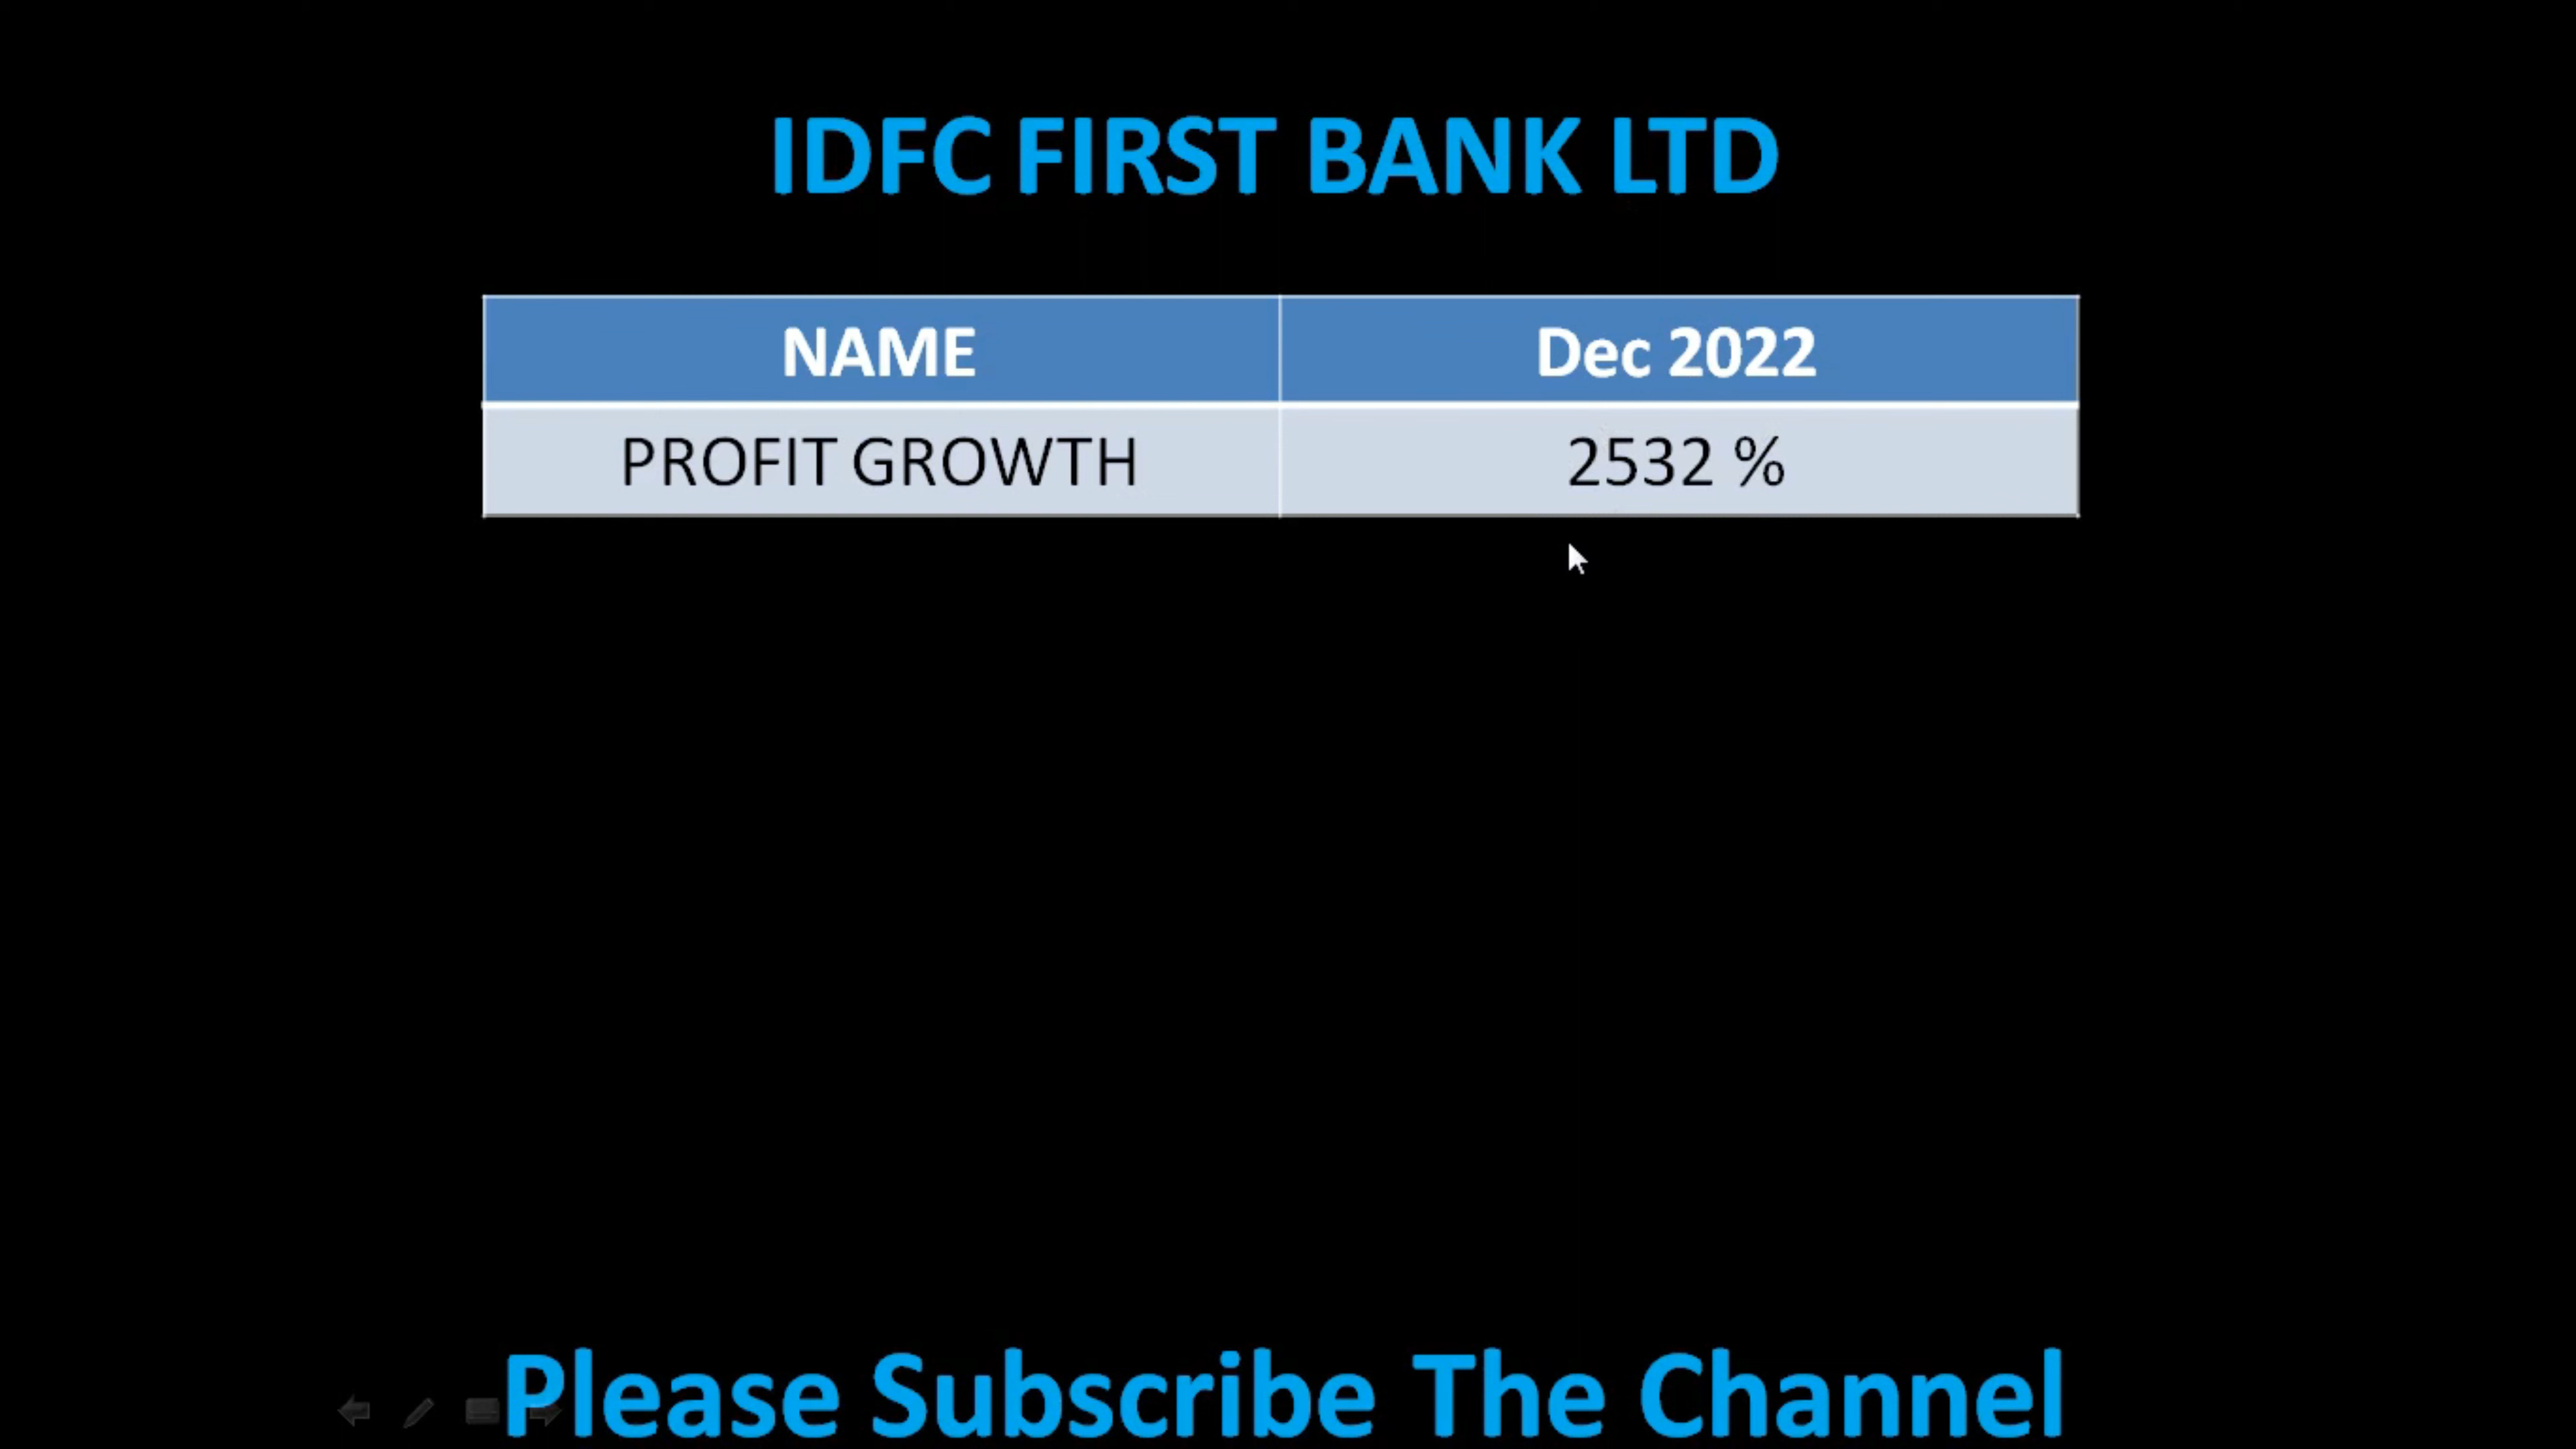 IDFC FIRST BANK LTD
NAME Dec 2022
PROFIT GROWTH 2532 %
Please Subscribe The Channel